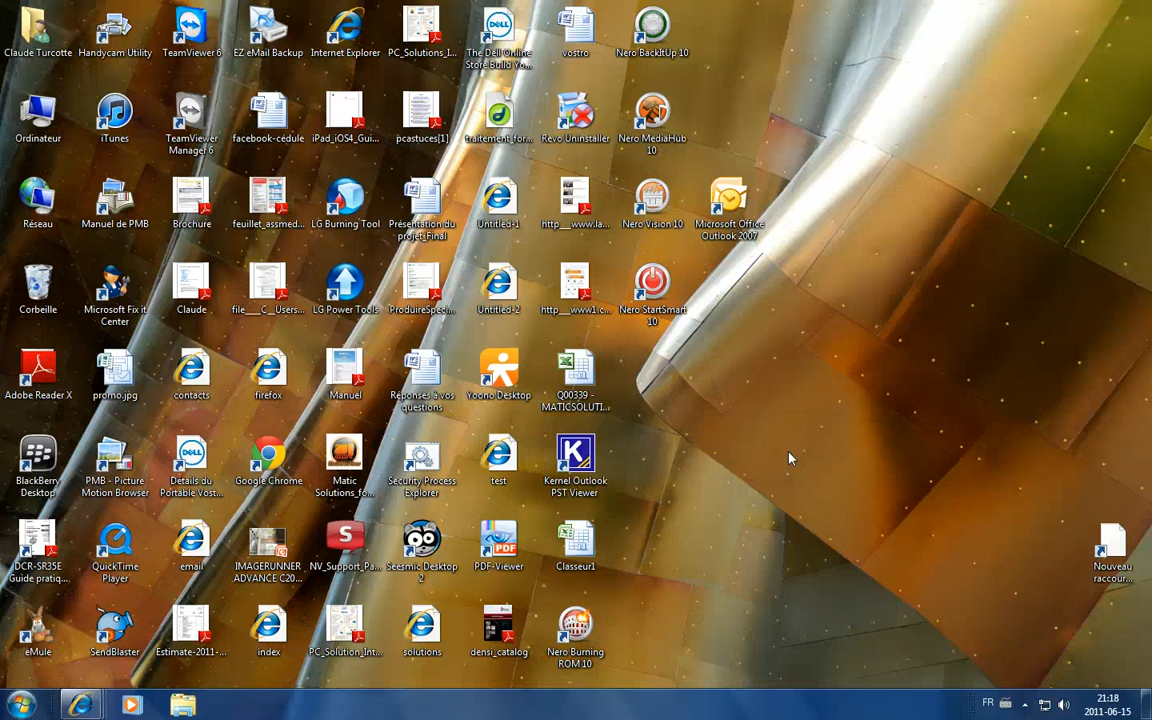 Claude Turcotte
Handycam Utility
TeamViewer 6
EZ eMail Backup
Internet Explorer
PC_Solutions_I...
The Dell Online
Store Build Yo...
vostro
Nero BackItUp 10
Ordinateur
iTunes
TeamViewer
Manager 6
facebook-cédule
iPad_iOS4_Gui...
pcastuces[1]
traitement_for...
Revo Uninstaller
Nero MediaHub
10
Réseau
Manuel de PMB
Brochure
feuillet_assmed...
LG Burning Tool
Présentation du
projet_Final
Untitled-1
http___www.la...
Nero Vision 10
Microsoft Office
Outlook 2007
Corbeille
Microsoft Fix it
Center
Claude
file___C__Users...
LG Power Tools
ProduireSpeci...
Untitled-2
http___www1.c...
Nero StartSmart
10
Adobe Reader X
promo.jpg
contacts
firefox
Manuel
Réponses à vos
questions
Yoono Desktop
Q00339 -
MATICSOLUTI...
BlackBerry
Desktop
PMB - Picture
Motion Browser
Détails du
Portable Vost...
Google Chrome
Matic
Solutions_fo...
Security Process
Explorer
test
Kernel Outlook
PST Viewer
DCR-SR35E
Guide pratiq...
QuickTime
Player
email
IMAGERUNNER
ADVANCE C20...
NV_Support_Pa...
Seesmic Desktop
2
PDF-Viewer
Classeur1
Nouveau
raccour...
eMule
SendBlaster
Estimate-2011-...
index
PC_Solution_Int...
solutions
densi_catalog
Nero Burning
ROM 10
FR
21:18
2011-06-15